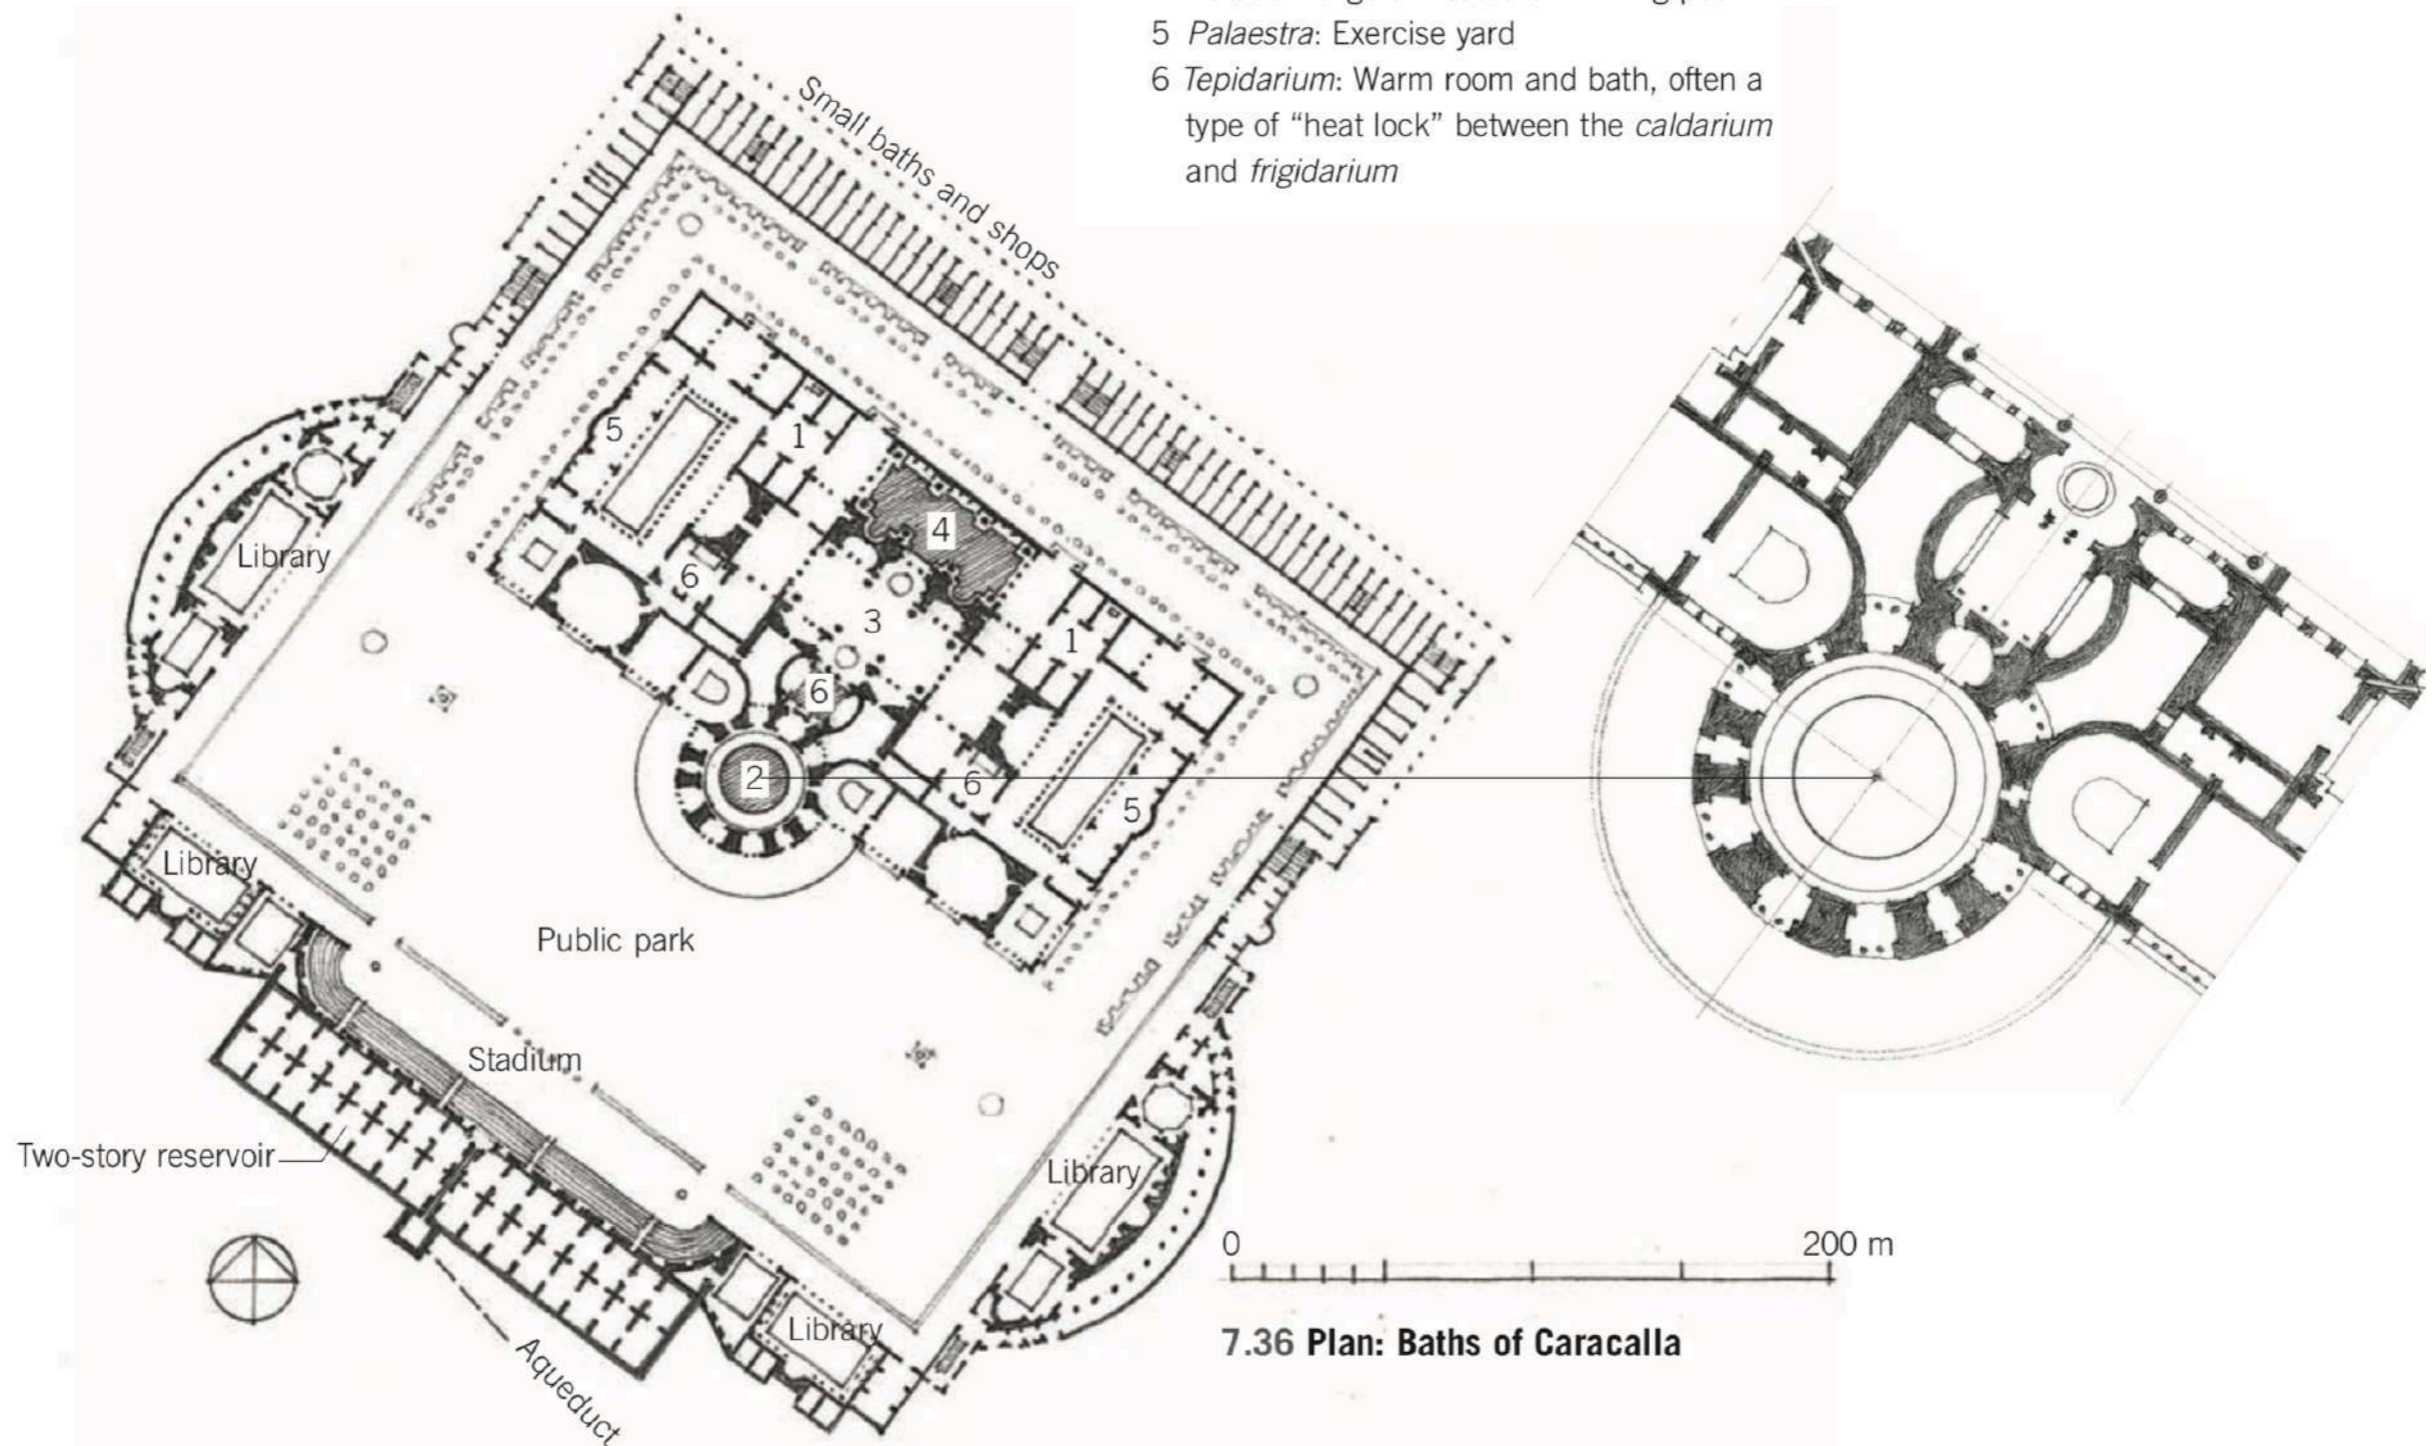 5 Palaestra: Exercise yard
6 Tepidarium: Warm room and bath, often a
type of “heat lock” between the caldarium
and frigidarium
Small baths and shops
5
1
4
Library
6
3
1
6
2
6
5
Library
Public park
Stadium
Two-story reservoir
Library
Library
Aqueduct
0
200 m
7.36 Plan: Baths of Caracalla